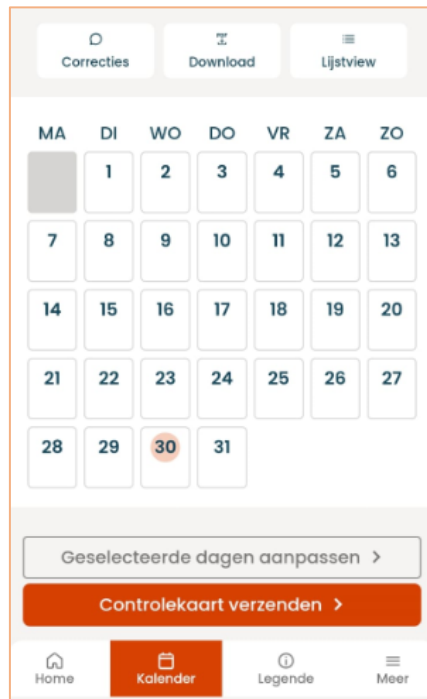 Correcties Download Lijstview
MA DI WO DO VR ZA ZO
1 2 3 4 5 6
7 8 9 10 11 12 13
14 15 16 17 18 19 20
21 22 23 24 25 26 27
28 29 30 31
Geselecteerde dagen aanpassen >
Controlekaart verzenden >
Home Kalender Legende Meer